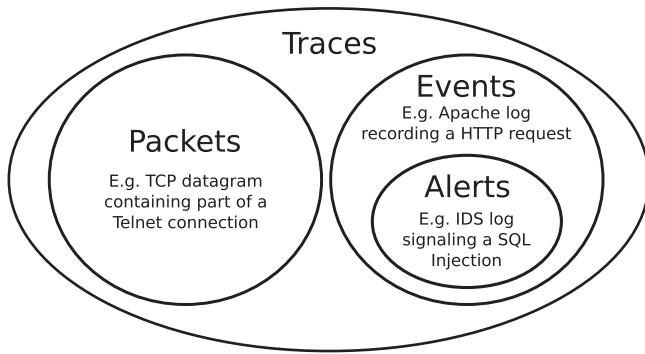 Traces
Packets
E.g. TCP datagram
containing part of a
Telnet connection
Events
E.g. Apache log
recording a HTTP request
Alerts
E.g. IDS log
signaling a SQL
Injection